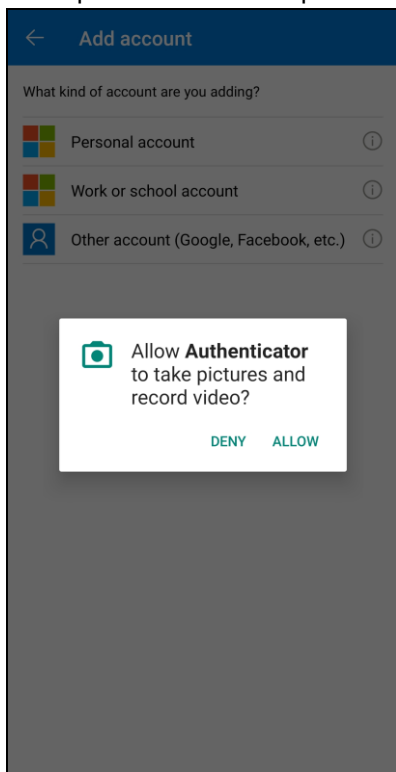 Add account
What kind of account are you adding?
Personal account
Work or school account
Other account (Google, Facebook, etc.)
Allow Authenticator
to take pictures and
record video?
DENY ALLOW